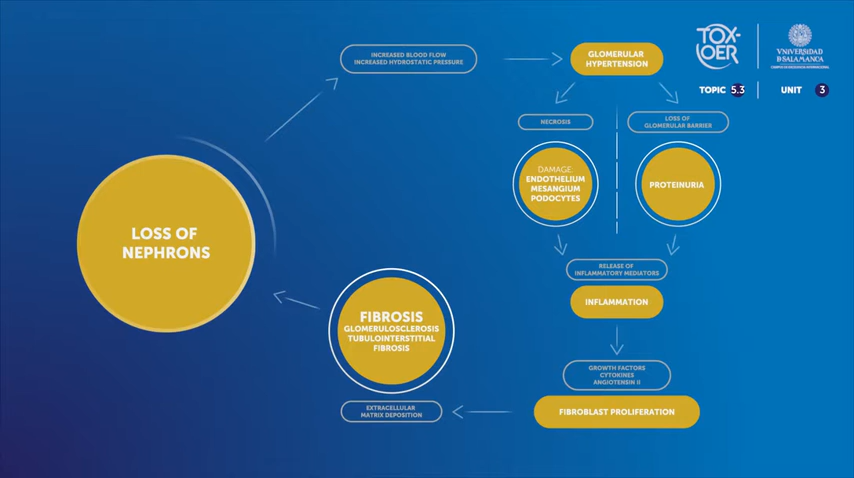 INCREASED BLOOD FLOW
INCREASED HYDROSTATIC PRESSURE
GLOMERULAR
HYPERTENSION
TOX-
OER
VNIVERSIDAD
D SALAMANCA
TOPIC 5.3
UNIT 3
NECROSIS
LOSS OF
GLOMERULAR BARRIER
DAMAGE:
ENDOTHELIUM
MESANGIUM
PODOCYTES
PROTEINURIA
LOSS OF
NEPHRONS
RELEASE OF
INFLAMMATORY MEDIATORS
INFLAMMATION
FIBROSIS
GLOMERULOSCLEROSIS
TUBULOINTERSTITIAL
FIBROSIS
GROWTH FACTORS
CYTOKINES
ANGIOTENSIN II
FIBROBLAST PROLIFERATION
EXTRACELLULAR
MATRIX DEPOSITION